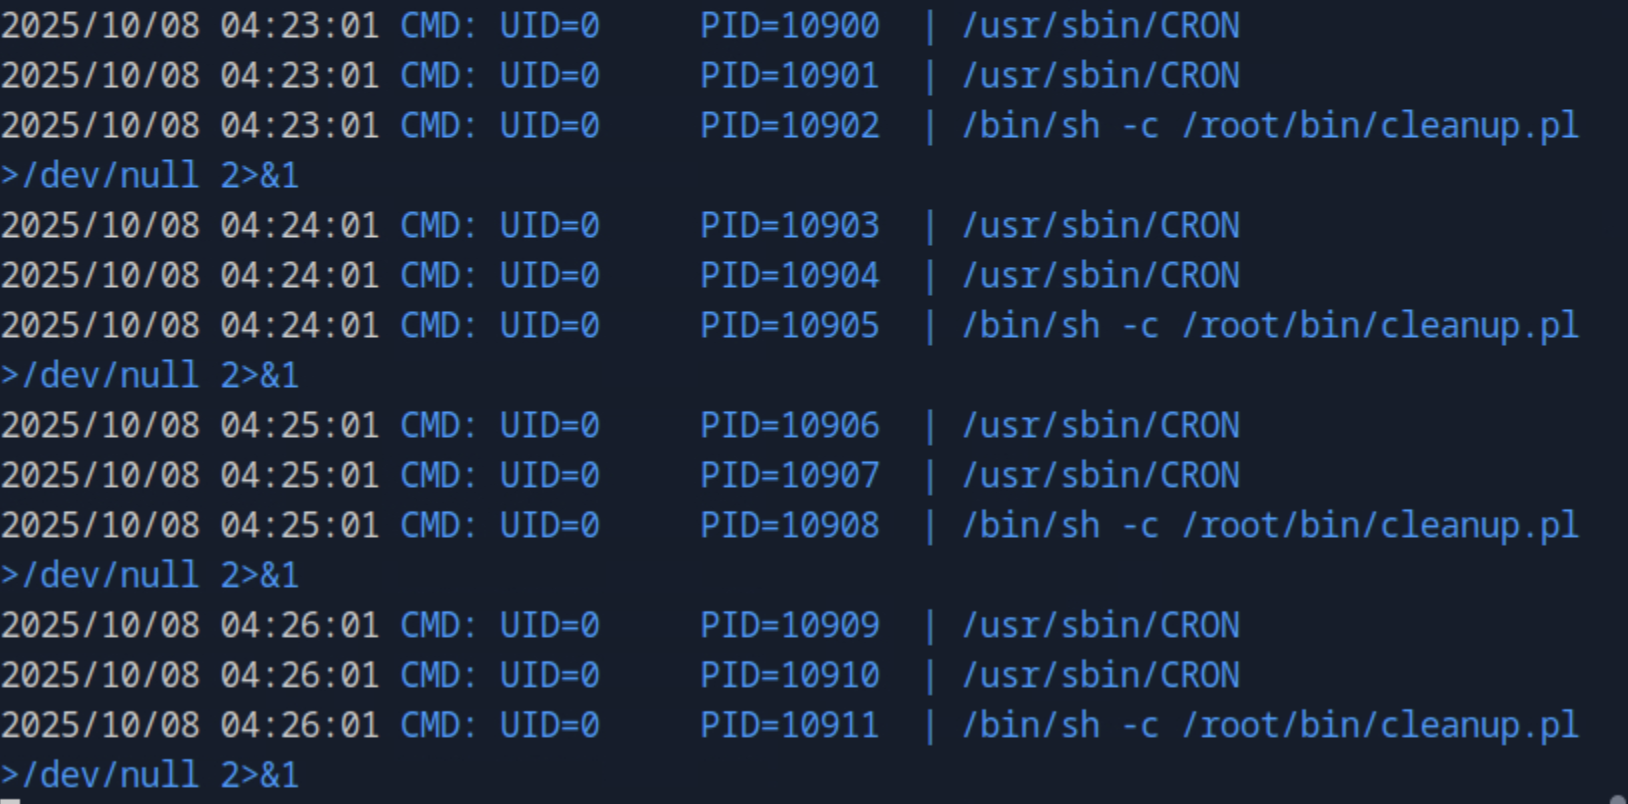 2025/10/08 04:23:01 CMD: UID=0     PID=10900  | /usr/sbin/CRON
2025/10/08 04:23:01 CMD: UID=0     PID=10901  | /usr/sbin/CRON
2025/10/08 04:23:01 CMD: UID=0     PID=10902  | /bin/sh -c /root/bin/cleanup.pl
>/dev/null 2>&1
2025/10/08 04:24:01 CMD: UID=0     PID=10903  | /usr/sbin/CRON
2025/10/08 04:24:01 CMD: UID=0     PID=10904  | /usr/sbin/CRON
2025/10/08 04:24:01 CMD: UID=0     PID=10905  | /bin/sh -c /root/bin/cleanup.pl
>/dev/null 2>&1
2025/10/08 04:25:01 CMD: UID=0     PID=10906  | /usr/sbin/CRON
2025/10/08 04:25:01 CMD: UID=0     PID=10907  | /usr/sbin/CRON
2025/10/08 04:25:01 CMD: UID=0     PID=10908  | /bin/sh -c /root/bin/cleanup.pl
>/dev/null 2>&1
2025/10/08 04:26:01 CMD: UID=0     PID=10909  | /usr/sbin/CRON
2025/10/08 04:26:01 CMD: UID=0     PID=10910  | /usr/sbin/CRON
2025/10/08 04:26:01 CMD: UID=0     PID=10911  | /bin/sh -c /root/bin/cleanup.pl
>/dev/null 2>&1